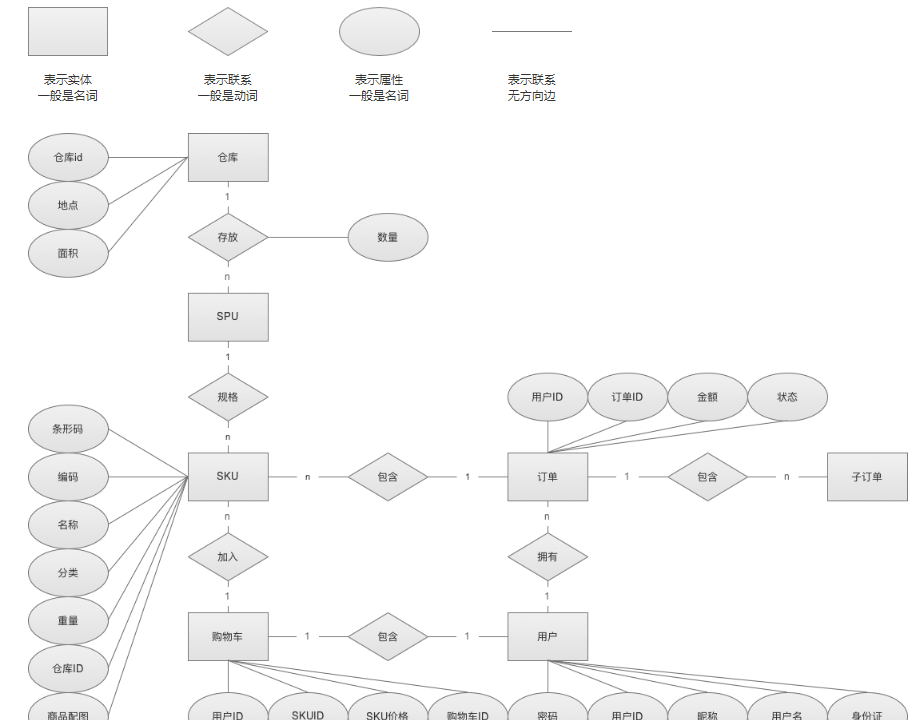 表示实体
一般是名词
表示联系
一般是动词
表示属性
一般是名词
表示联系
无方向边
仓库id
仓库
地点
1
存放
数量
面积
n
SPU
1
规格
用户ID
订单ID
金额
状态
条形码
n
编码
SKU
n
包含
1
订单
1
包含
n
子订单
名称
n
n
加入
拥有
分类
1
1
重量
购物车
1
包含
1
用户
仓库ID
商品配图
用户ID
SKUID
SKU价格
购物车ID
密码
用户ID
昵称
用户名
身份证